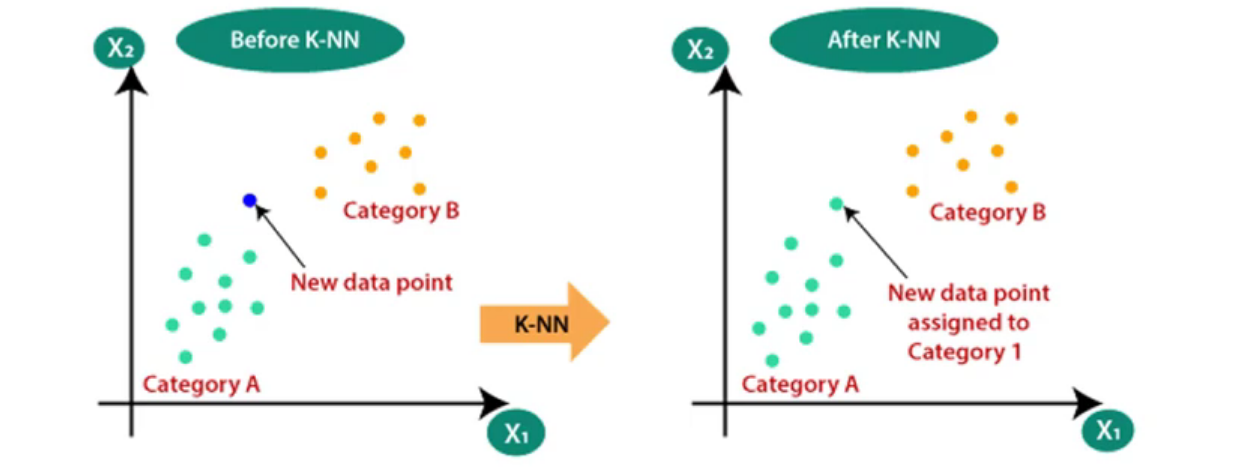 Before K-NN
X₂
Category B
New data point
Category A
X₁
K-NN
After K-NN
X₂
Category B
New data point
assigned to
Category 1
Category A
X₁